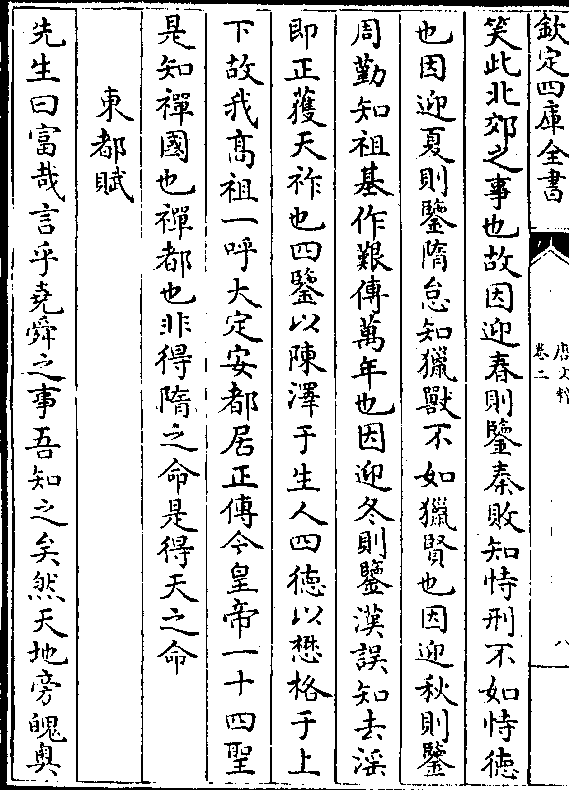 欽定四庫全書
唐文粹
卷二
八
笑此北郊之事也故因迎春則鑒秦敗知恃刑不如恃德
也因迎夏則鑒隋怠知獵獸不如獵賢也因迎秋則鑒
周勤知祖基作艱傳萬年也因迎冬則鑒漢誤知去滛
即正獲天祚也四鑒以陳澤于生人四德以懋格于上
下故我髙祖一呼大定安都居正傳今皇帝一十四聖
是知禪國也禪都也非得隋之命是得天之命
東都賦
先生曰富哉言乎堯舜之事吾知之矣然天地旁魄奥